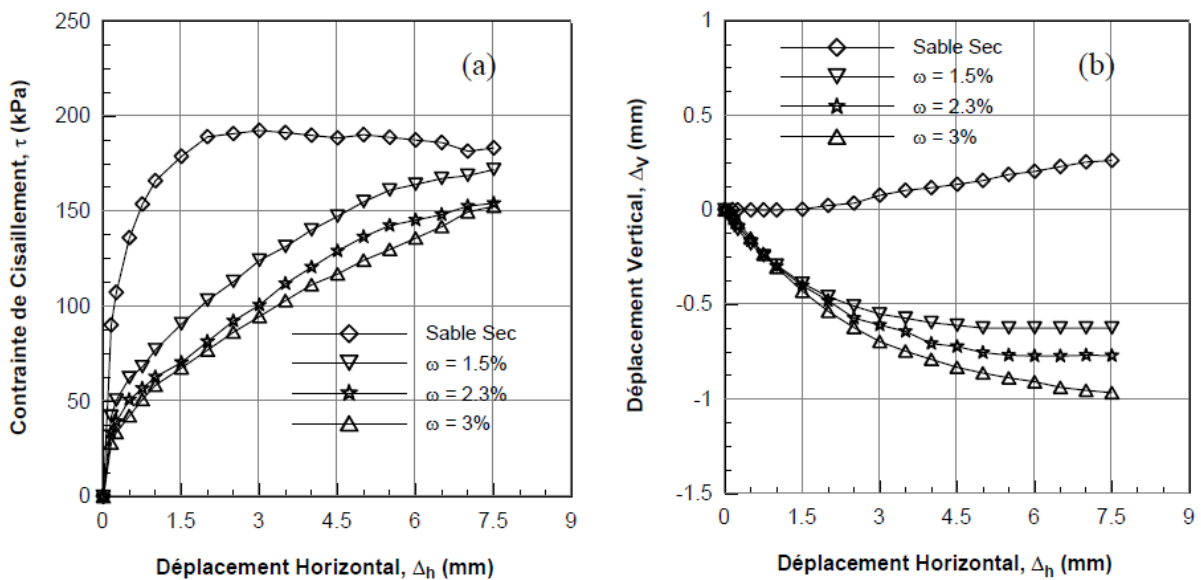 250
200
150
100
50
0
0 1.5 3 4.5 6 7.5 9
Contrainte de Cisaillement, τ (kPa)
Déplacement Horizontal, Δh (mm)
(a)
Sable Sec
ω = 1.5%
ω = 2.3%
ω = 3%
1
0.5
0
-0.5
-1
-1.5
0 1.5 3 4.5 6 7.5 9
Déplacement Vertical, ΔV (mm)
Déplacement Horizontal, Δh (mm)
(b)
Sable Sec
ω = 1.5%
ω = 2.3%
ω = 3%